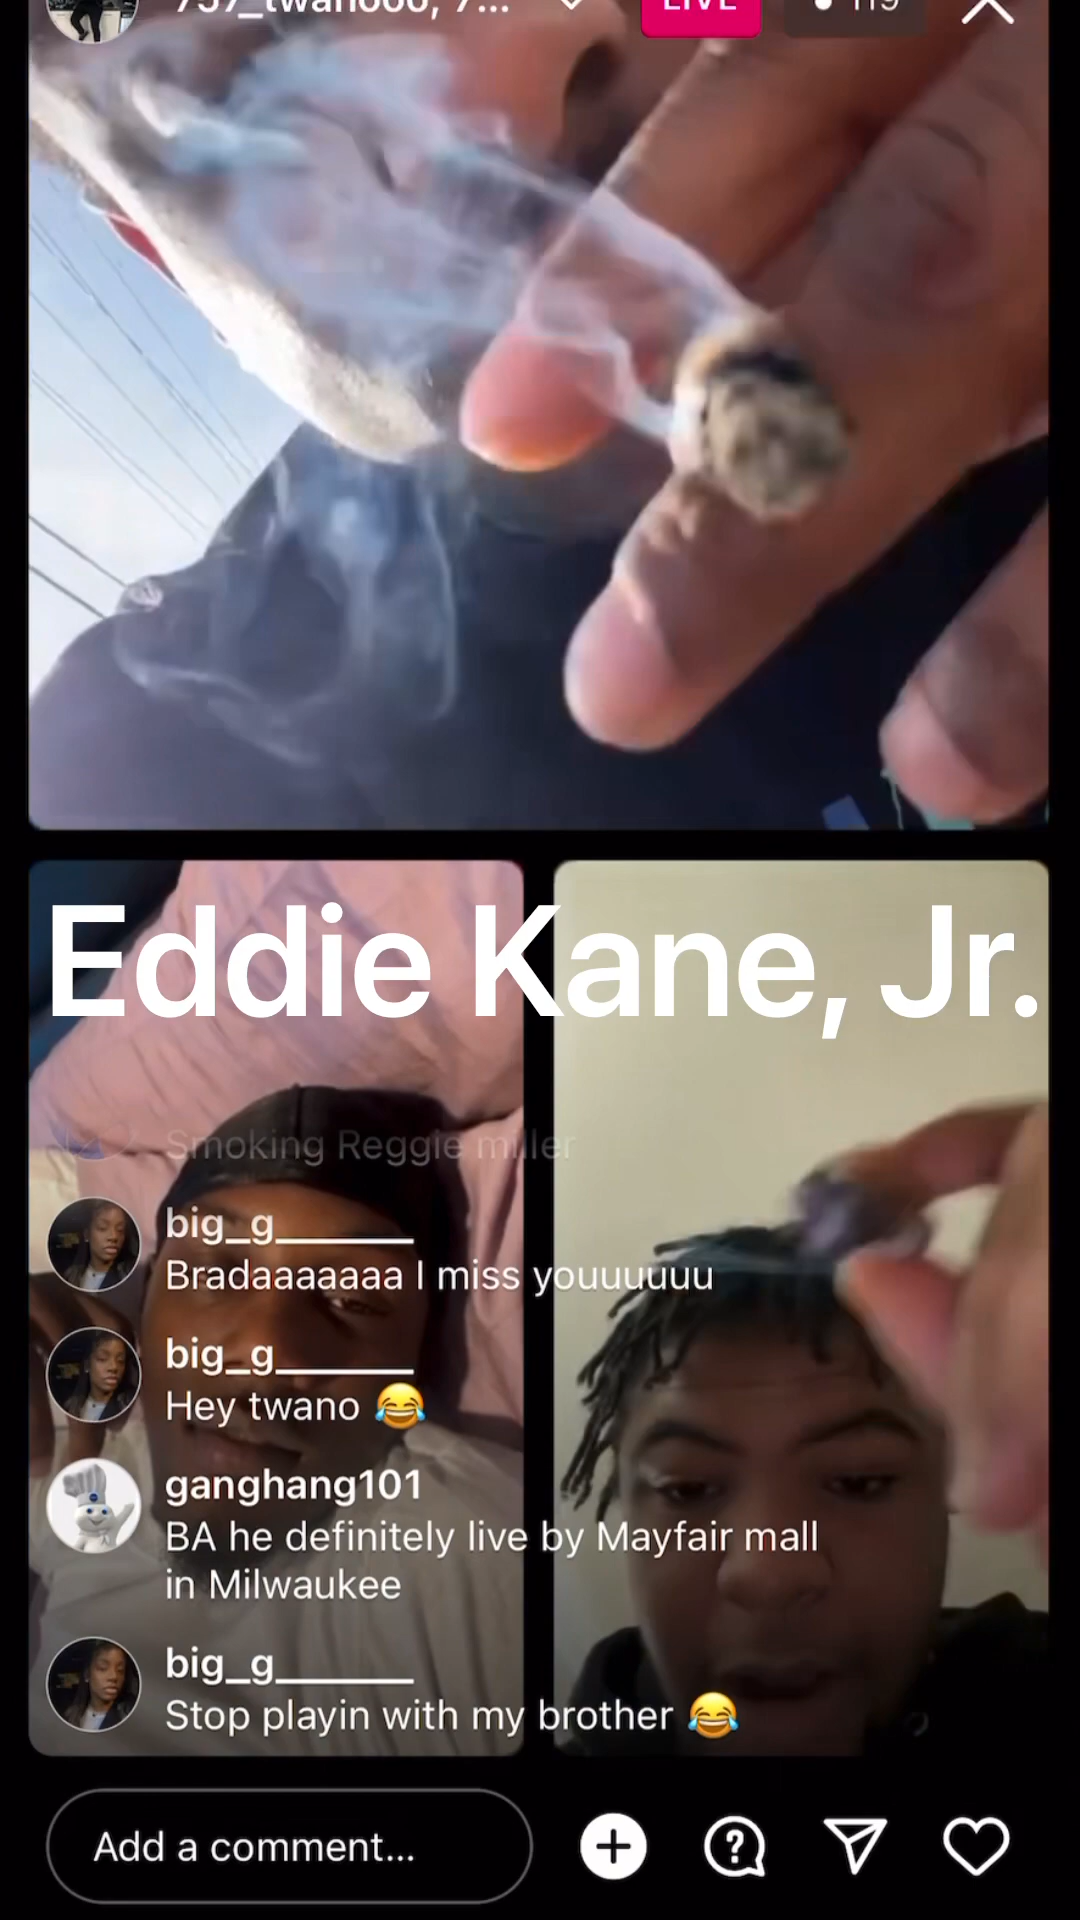 LIVE
119
Eddie Kane, Jr.
Smoking Reggie miller
big_g______
Bradaaaaaaa I miss youuuuuu
big_g______
Hey twano 😂
ganghang101
BA he definitely live by Mayfair mall
in Milwaukee
big_g______
Stop playin with my brother 😂
Add a comment...